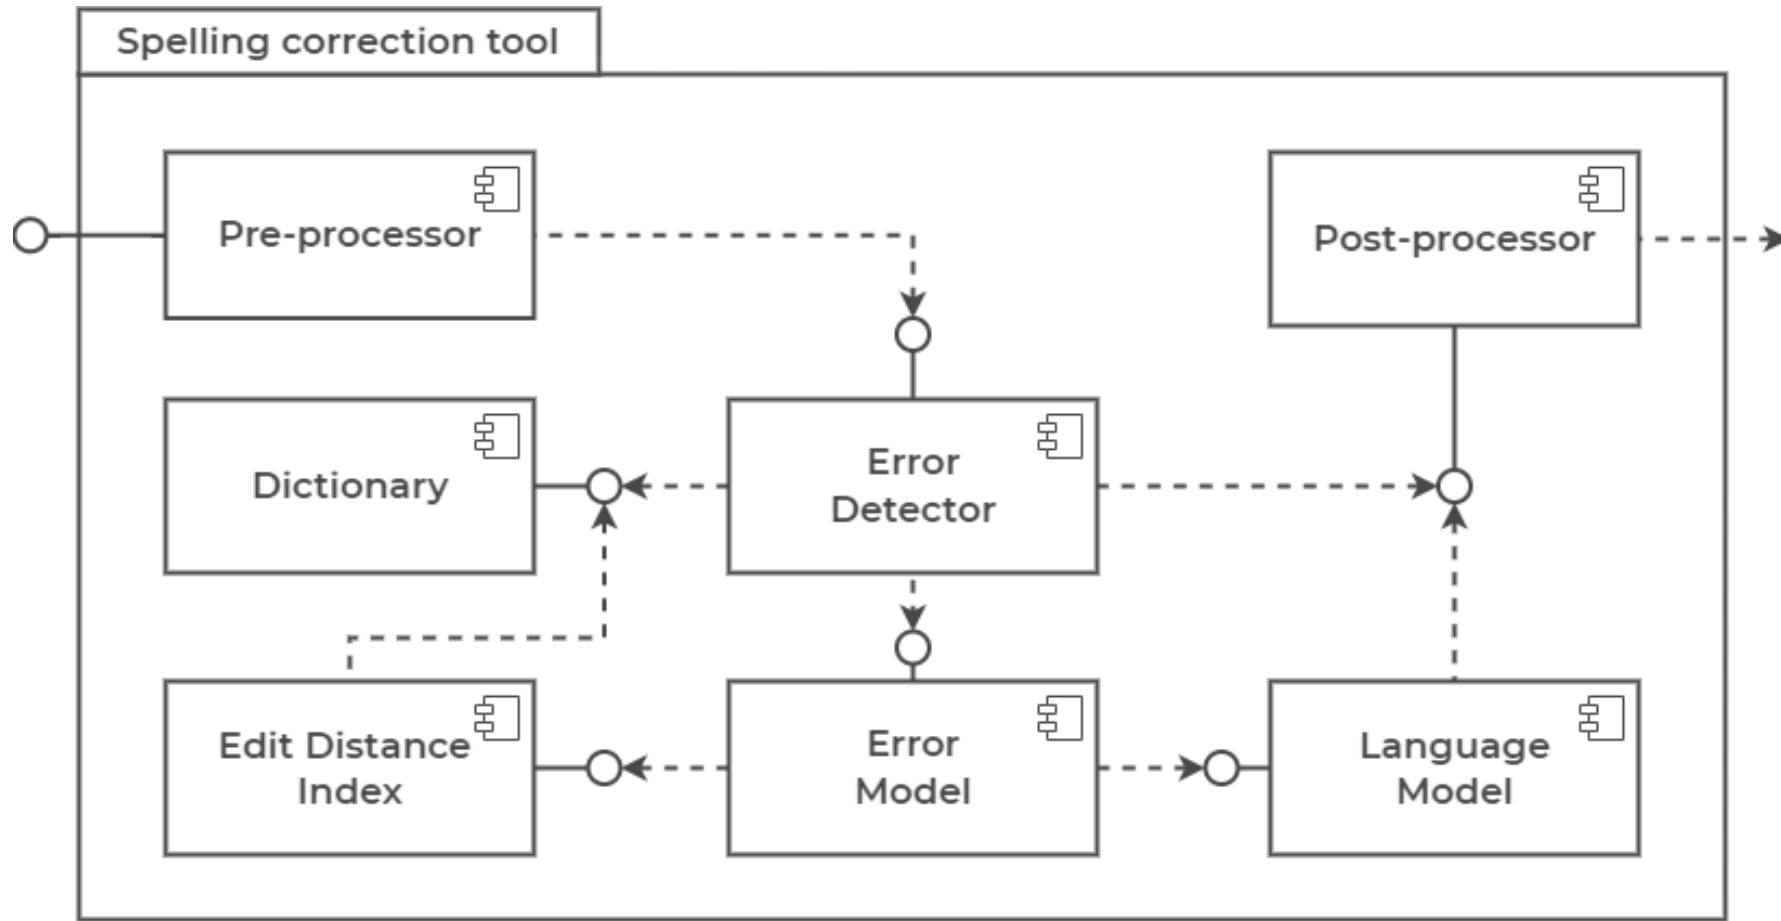 Spelling correction tool
Pre-processor
Post-processor
Dictionary
Error
Detector
Edit Distance
Index
Error
Model
Language
Model